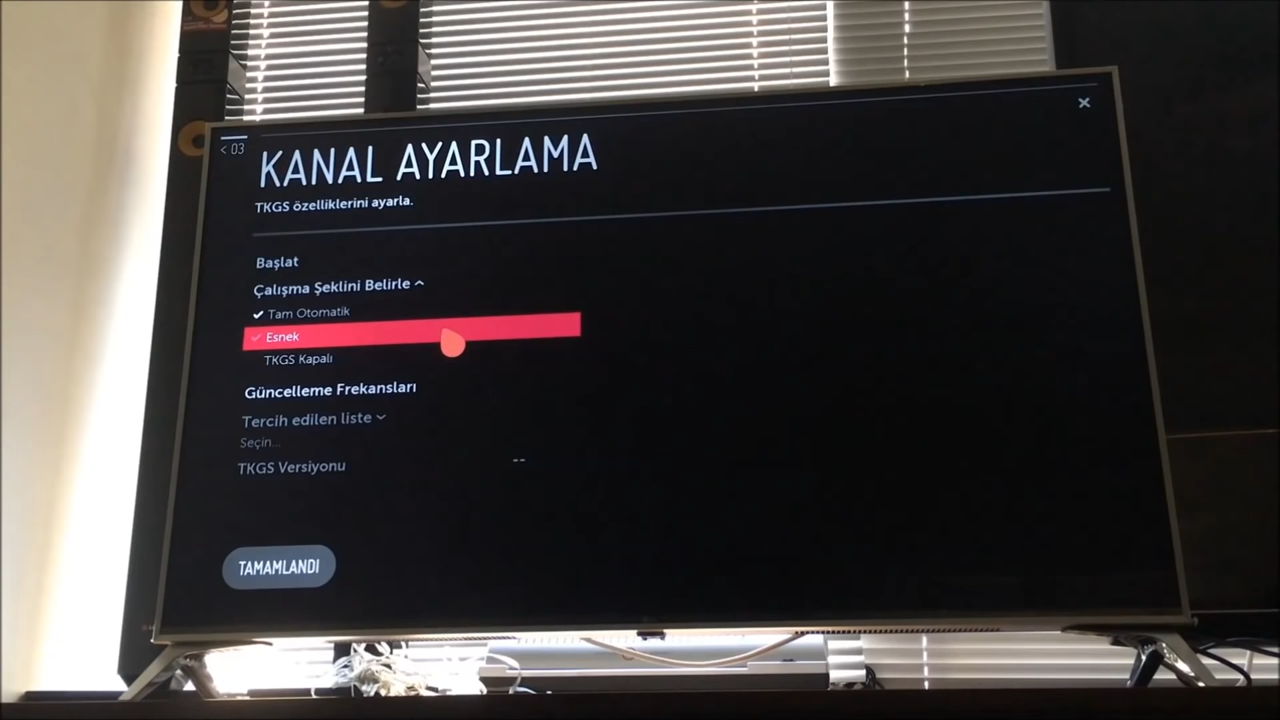 < 03
KANAL AYARLAMA
TKGS özelliklerini ayarla.
Başlat
Çalışma Şeklini Belirle
Tam Otomatik
Esnek
TKGS Kapalı
Güncelleme Frekansları
Tercih edilen liste
Seçin...
TKGS Versiyonu --
TAMAMLANDI